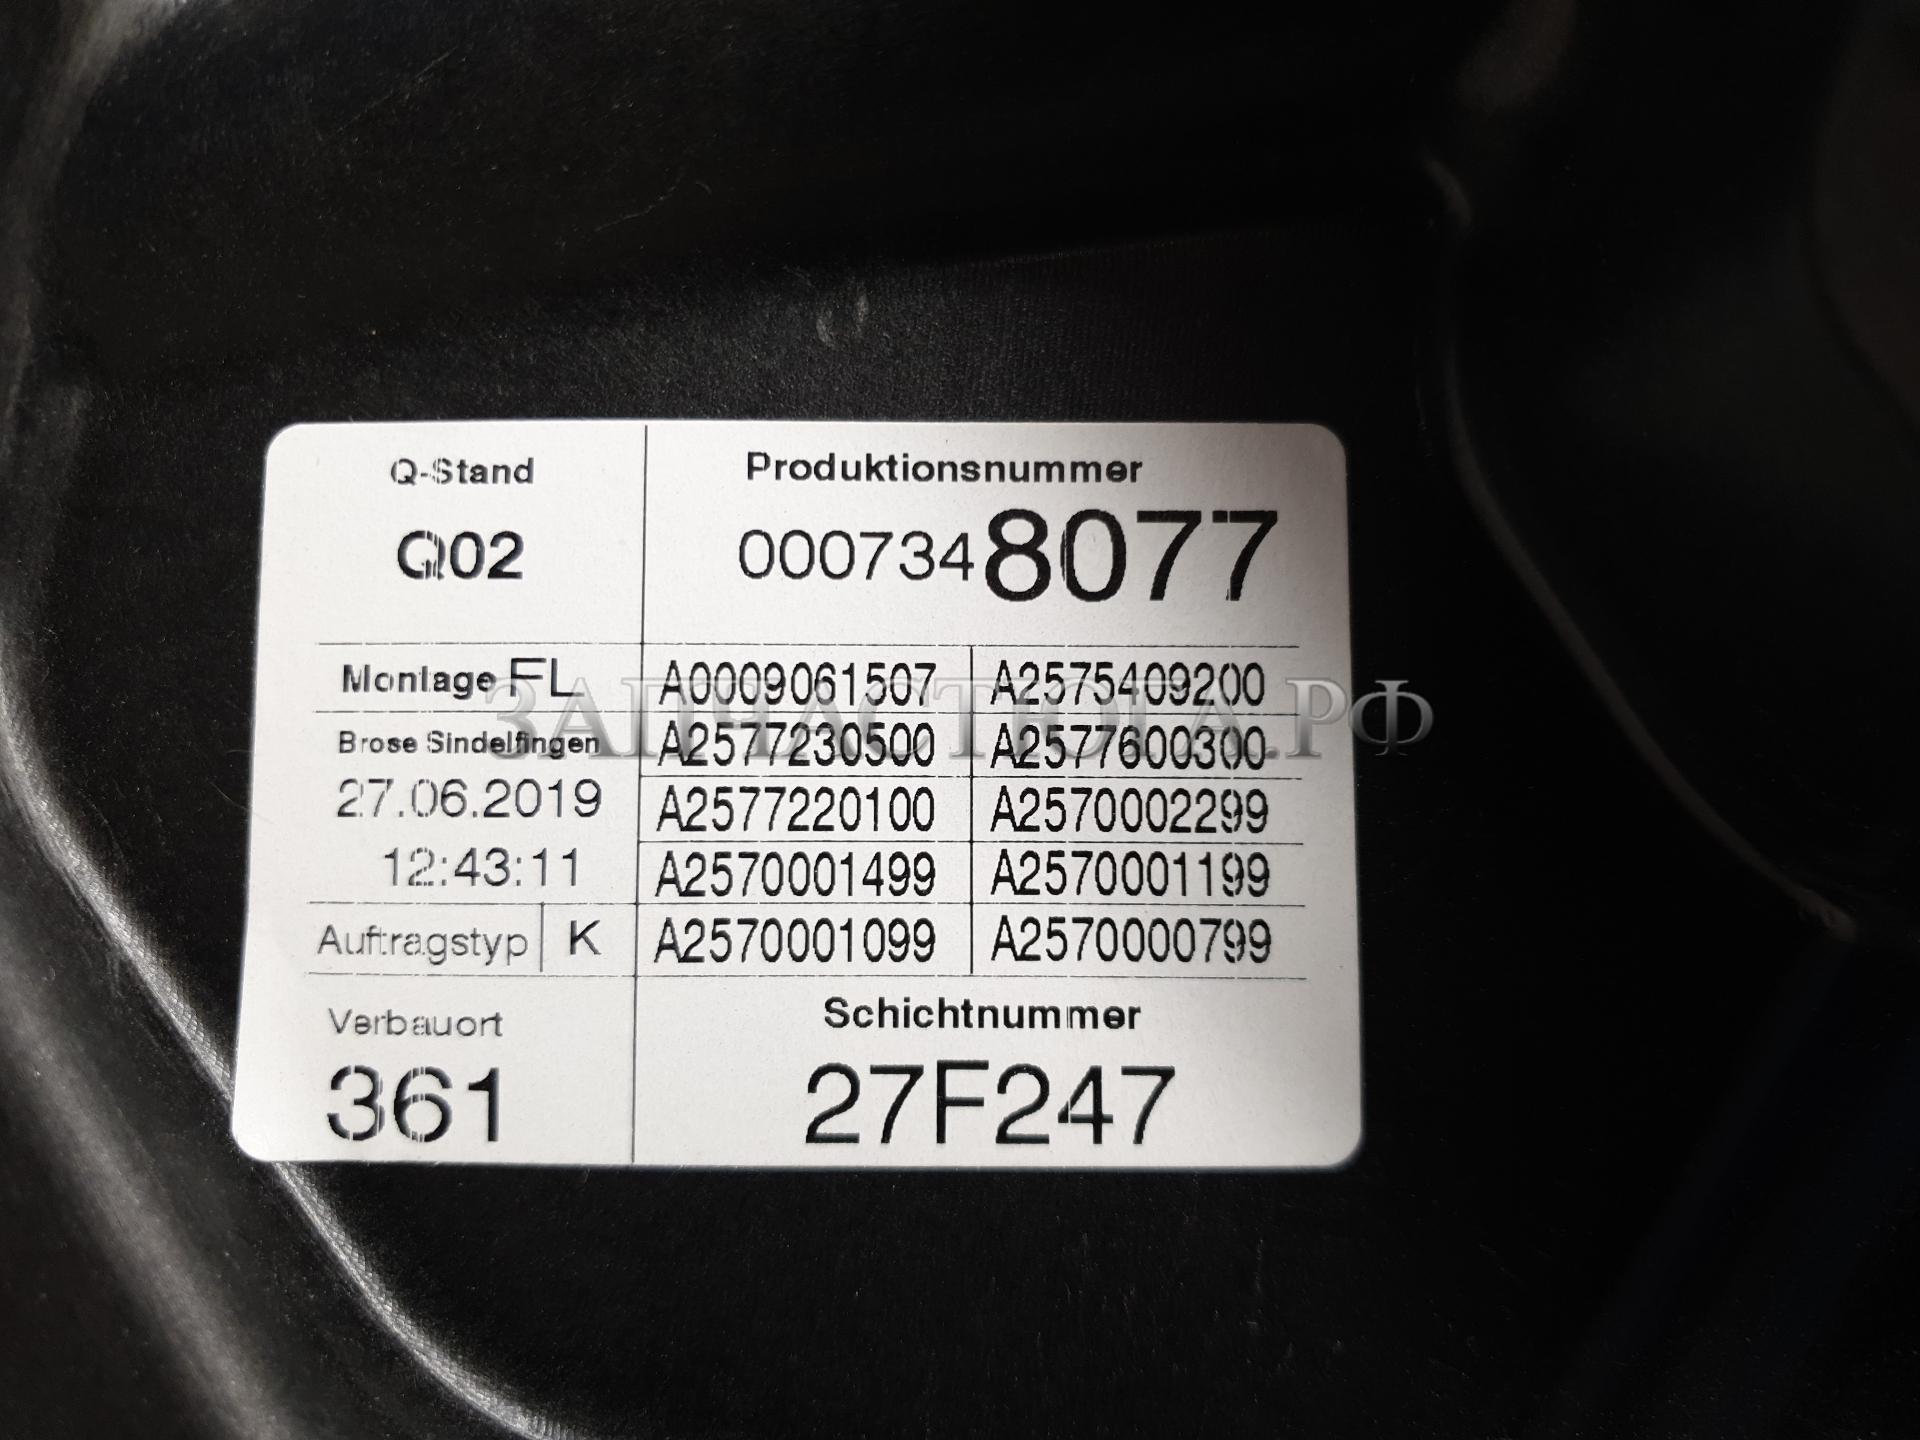 Q-Stand
Produktionsnummer
Q02
0007348077
Montage FL
A0009061507
A2575409200
Brose Sindelfingen
A2577230500
A2577600300
27.06.2019
A2577220100
A2570002299
12:43:11
A2570001499
A2570001199
Auftragstyp K
A2570001099
A2570000799
Verbauort
Schichtnummer
361
27F247
ЗАПЧАСТЮГА.РФ